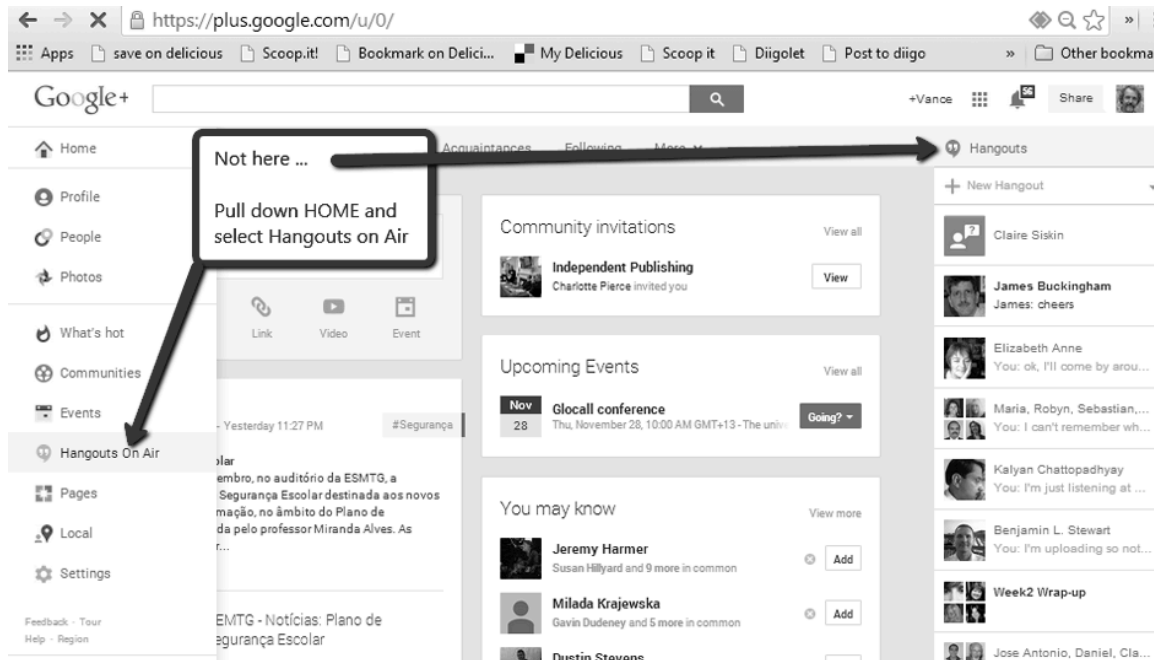 https://plus.google.com/u/0/
Apps save on delicious Scoop.it! Bookmark on Delici... My Delicious Scoop it Diigolet Post to diigo » Other bookma
Google+
+Vance
56
Share
Home
Acquaintances Following More
Hangouts
Not here ...
Pull down HOME and
select Hangouts on Air
Profile
People
Photos
What's hot
Communities
Events
Hangouts On Air
Pages
Local
Settings
Feedback · Tour
Help · Region
Link Video Event
- Yesterday 11:27 PM
#Segurança
olar
embro, no auditório da ESMTG, a
Segurança Escolar destinada aos novos
mação, no âmbito do Plano de
da pelo professor Miranda Alves. As
r...
EMTG - Notícias: Plano de
egurança Escolar
Community invitations
View all
Independent Publishing
Charlotte Pierce invited you
View
Upcoming Events
View all
Nov
28
Glocall conference
Thu, November 28, 10:00 AM GMT+13 - The unive
Going?
You may know
View more
Jeremy Harmer
Susan Hillyard and 9 more in common
Add
Milada Krajewska
Gavin Dudeney and 5 more in common
Add
Dustin Stevens
+ New Hangout
Claire Siskin
James Buckingham
James: cheers
Elizabeth Anne
You: ok, I'll come by arou...
Maria, Robyn, Sebastian,...
You: I can't remember wh...
Kalyan Chattopadhyay
You: I'm just listening at ...
Benjamin L. Stewart
You: I'm uploading so not...
Week2 Wrap-up
Jose Antonio, Daniel, Cla...